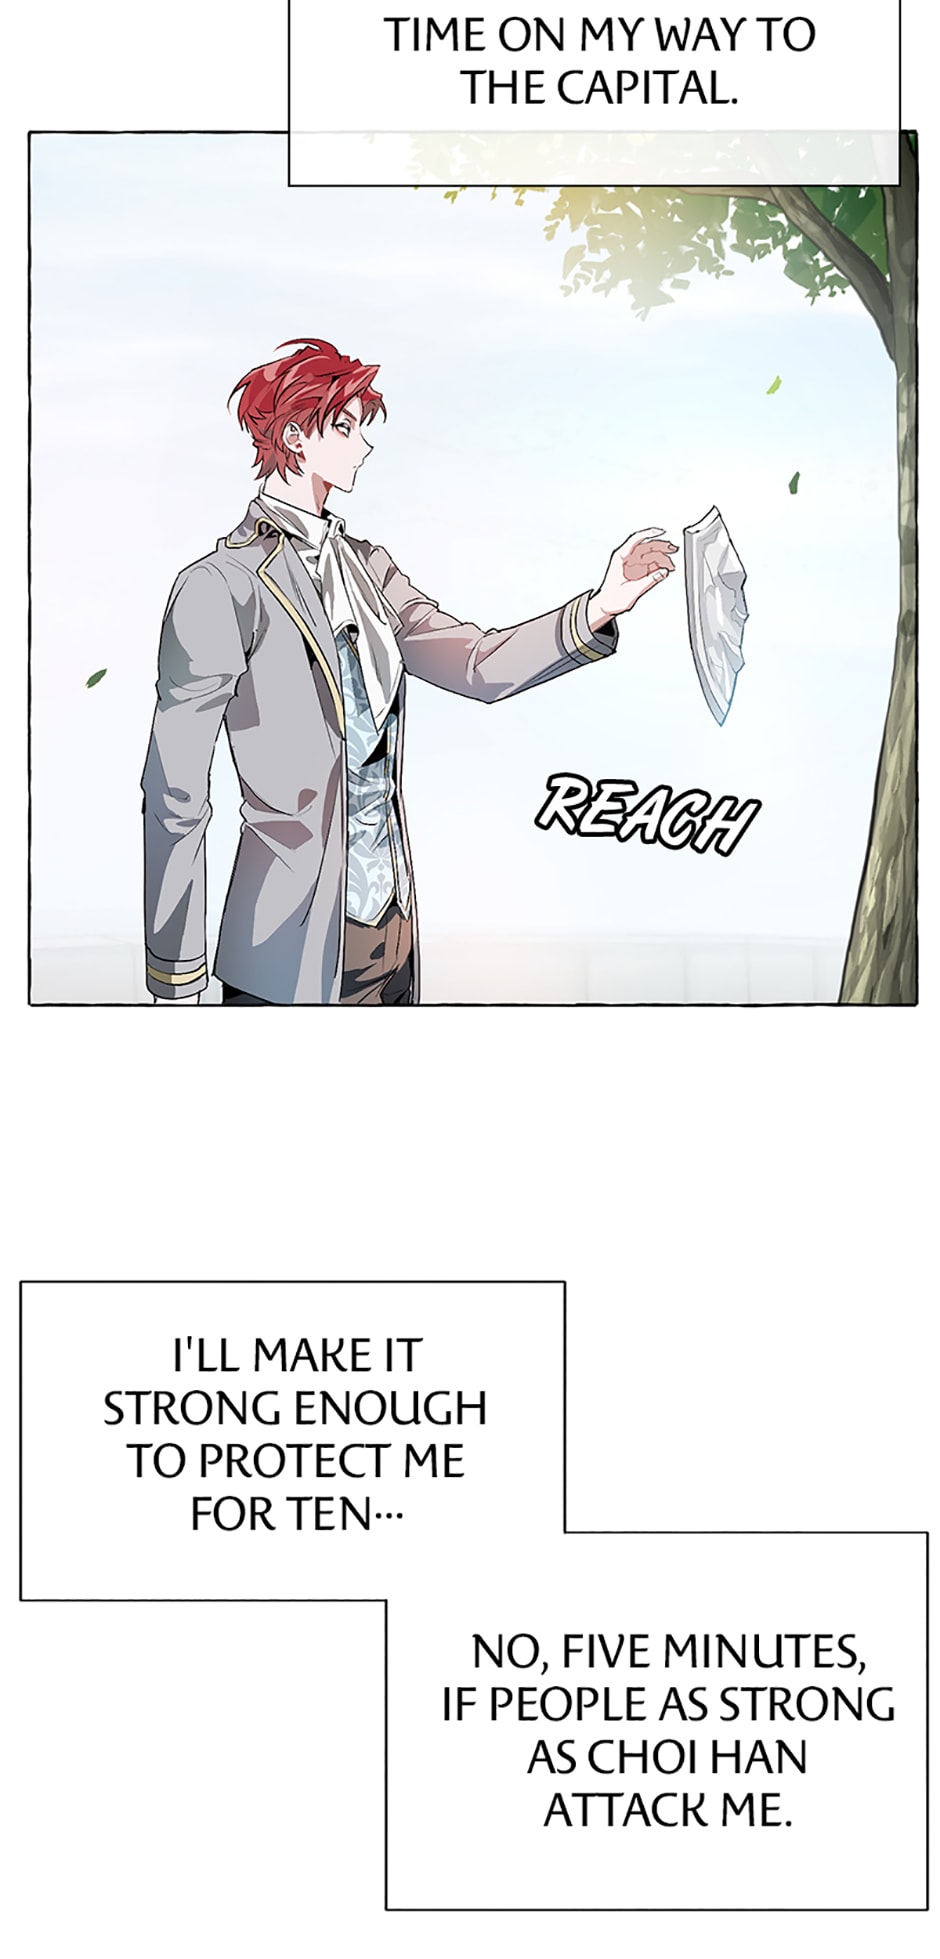 TIME ON MY WAY TO
THE CAPITAL.
REACH
I'LL MAKE IT
STRONG ENOUGH
TO PROTECT ME
FOR TEN...
NO, FIVE MINUTES,
IF PEOPLE AS STRONG
AS CHOI HAN
ATTACK ME.